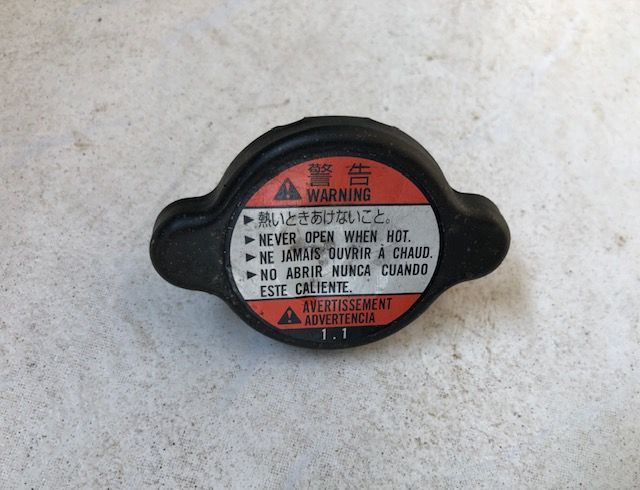 警告
WARNING
▶熱いときあけないこと。
▶NEVER OPEN WHEN HOT.
▶NE JAMAIS OUVRIR À CHAUD.
▶NO ABRIR NUNCA CUANDO
ESTE CALIENTE.
AVERTISSEMENT
ADVERTENCIA
1.1